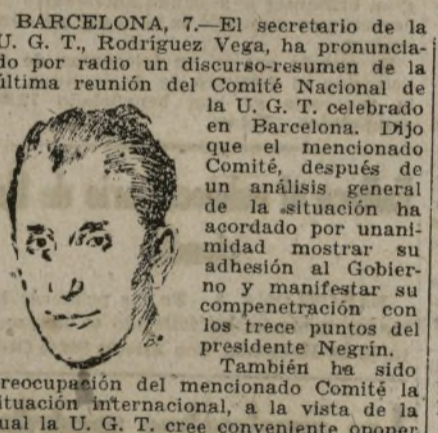 BARCELONA, 7.—El secretario de la
U. G. T., Rodríguez Vega, ha pronuncia-
do por radio un discurso-resumen de la
última reunión del Comité Nacional de
la U. G. T. celebrado
en Barcelona. Dijo
que el mencionado
Comité, después de
un análisis general
de la situación ha
acordado por unani-
midad mostrar su
adhesión al Gobier-
no y manifestar su
compenetración con
los trece puntos del
presidente Negrín.
También ha sido
preocupación del mencionado Comité la
situación internacional, a la vista de la
cual la U. G. T. cree conveniente oponer